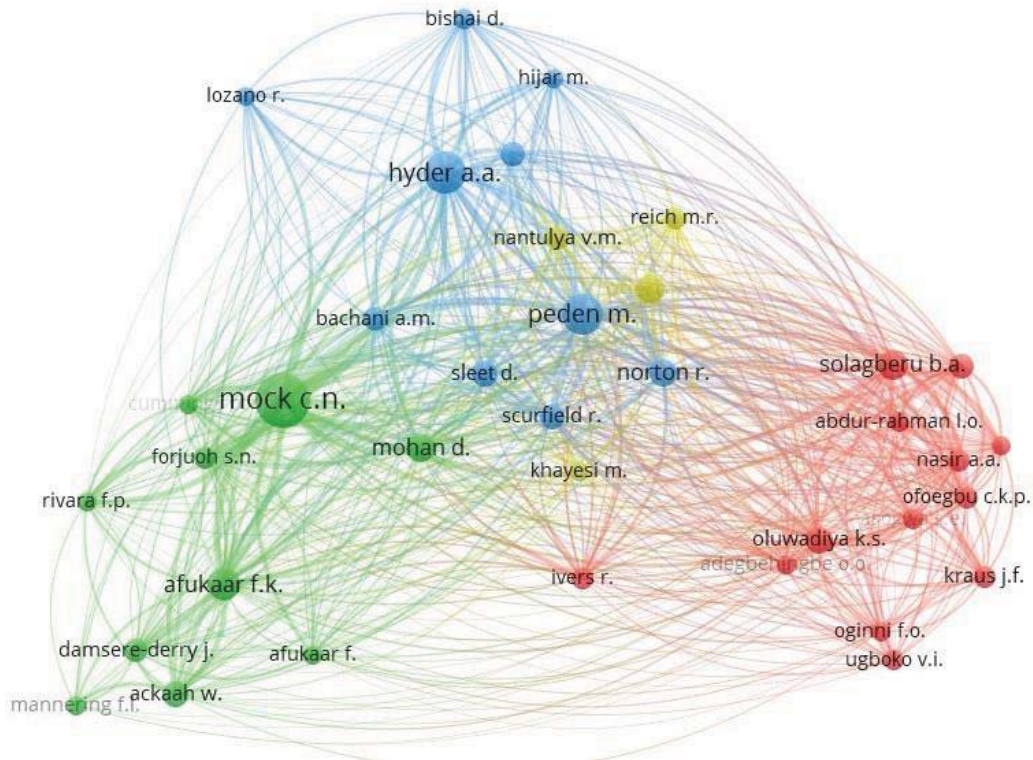 bishai d.
hijar m.
lozano r.
hyder a.a.
reich m.r.
nantulya v.m.
peden m.
bachani a.m.
solagberu b.a.
sleet d.
norton r.
mock c.n.
scurfield r.
abdur-rahman l.o.
mohan d.
forjuoh s.n.
khayesi m.
nasir a.a.
rivara f.p.
ofoegbu c.k.p.
oluwadiya k.s.
adegbehingbe o.o.
afukaar f.k.
ivers r.
kraus j.f.
oginni f.o.
damsere-derry j.
afukaar f.
ugboko v.i.
ackaah w.
mannering f.l.